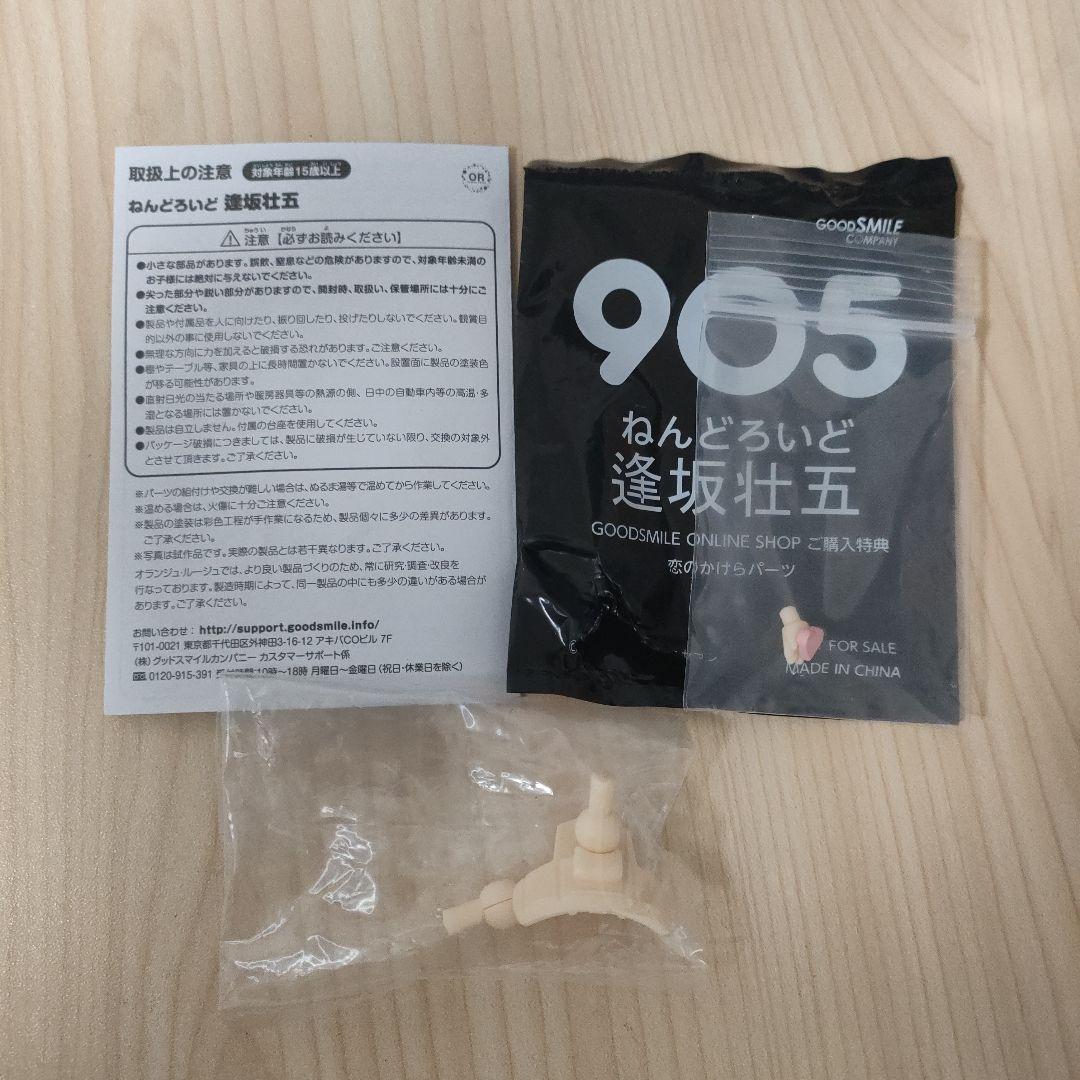 取扱上の注意 対象年齢15歳以上
OR
ねんどろいど 逢坂壮五
注意【必ずお読みください】
●小さな部品があります。誤飲、窒息などの危険がありますので、対象年齢未満の
お子様には絶対に与えないでください。
●尖った部分や鋭い部分がありますので、開封時、取扱い、保管場所には十分にご
注意ください。
●製品や付属品を人に向けたり、振り回したり、投げたりしないでください。観賞目
的以外の事に使用しないでください。
●無理な方向に力を加えると破損する恐れがあります。ご注意ください。
●棚やテーブル等、家具の上に長時間置かないでください。設置面に製品の塗装色
が移る可能性があります。
●直射日光の当たる場所や暖房器具等の熱源の側、日中の自動車内等の高温・多
湿となる場所には置かないでください。
●製品は自立しません。付属の台座を使用してください。
●パッケージ破損につきましては、製品に破損が生じていない限り、交換の対象外
とさせて頂きます。ご了承ください。
※パーツの組付けや交換が難しい場合は、ぬるま湯等で温めてから作業してください。
※温める場合は、火傷に十分ご注意ください。
※製品の塗装は彩色工程が手作業になるため、製品個々に多少の差異があります。
ご了承ください。
※写真は試作品です。実際の製品とは若干異なります。ご了承ください。
オランジュ・ルージュでは、より良い製品づくりのため、常に研究・調査・改良を
行なっております。製造時期によって、同一製品の中にも多少の違いがある場合が
あります。ご了承ください。
お問い合わせ：http://support.goodsmile.info/
〒101-0021 東京都千代田区外神田3-16-12 アキバCOビル 7F
(株)グッドスマイルカンパニー カスタマーサポート係
0120-915-391 10時～18時 月曜日～金曜日(祝日・休業日を除く)
GOODSMILE
COMPANY
905
ねんどろいど
逢坂壮五
GOODSMILE ONLINE SHOP ご購入特典
恋のかけらパーツ
FOR SALE
MADE IN CHINA